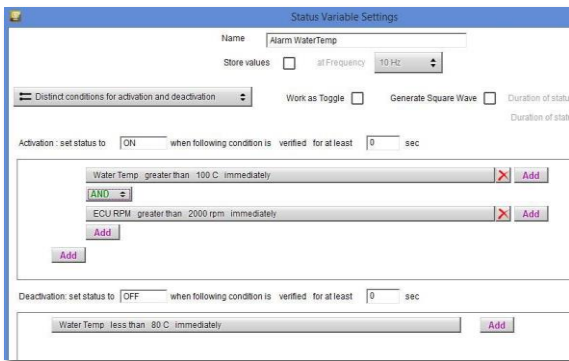 Status Variable Settings
Name Alarm WaterTemp
Store values at Frequency 10 Hz
Distinct conditions for activation and deactivation Work as Toggle Generate Square Wave Duration of statu
Duration of stat
Activation : set status to ON when following condition is verified for at least 0 sec
Water Temp greater than 100 C immediately Add
AND
ECU RPM greater than 2000 rpm immediately Add
Add
Add
Deactivation: set status to OFF when following condition is verified for at least 0 sec
Water Temp less than 80 C immediately Add